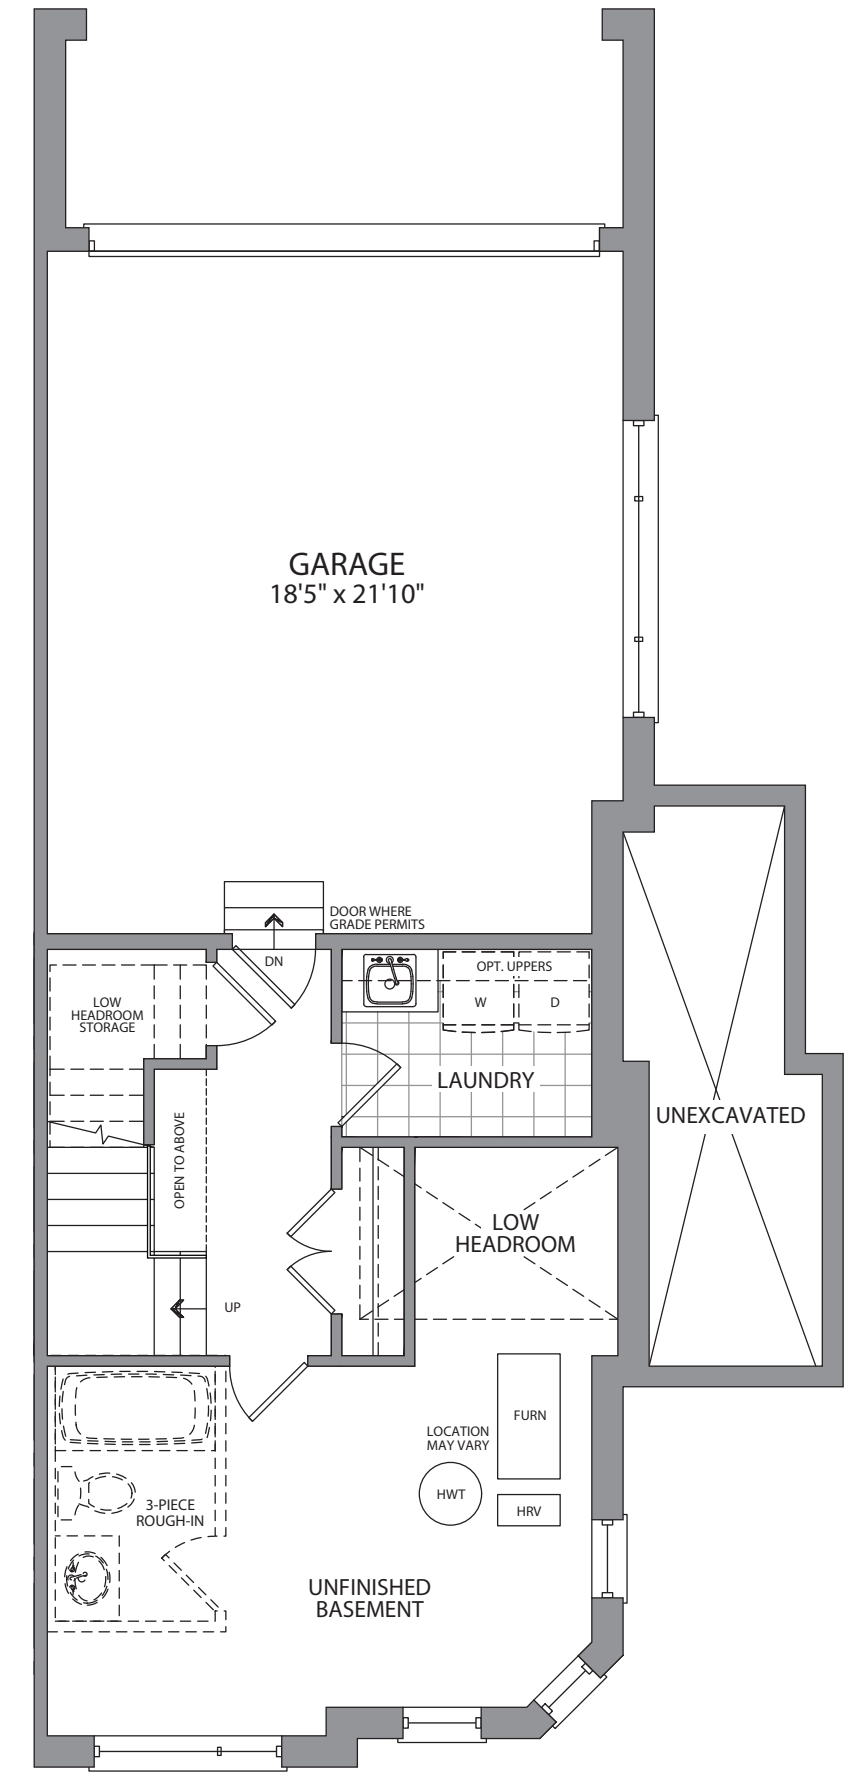 GARAGE
18'5" x 21'10"
DOOR WHERE
GRADE PERMITS
DN
LOW
HEADROOM
STORAGE
OPT. UPPERS
W
D
LAUNDRY
UNEXCAVATED
OPEN TO ABOVE
LOW
HEADROOM
UP
FURN
LOCATION
MAY VARY
HWT
HRV
3-PIECE
ROUGH-IN
UNFINISHED
BASEMENT